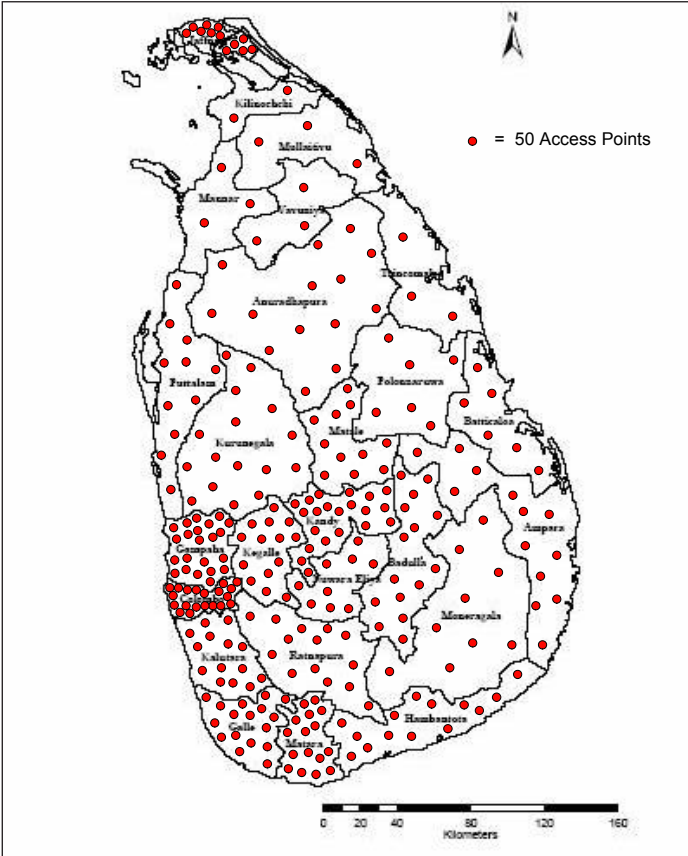 N
Jaffna
Kilinochchi
= 50 Access Points
Mullaitivu
Mannar
Vavuniya
Trincomalee
Anuradhapura
Puttalam
Polonnaruwa
Matale
Batticaloa
Kurunegala
Kandy
Ampara
Gampaha
Kegalle
Badulla
Nuwara Eliya
Colombo
Moneragala
Kalutara
Ratnapura
Hambantota
Galle
Matara
0 20 40 80 120 160
Kilometers